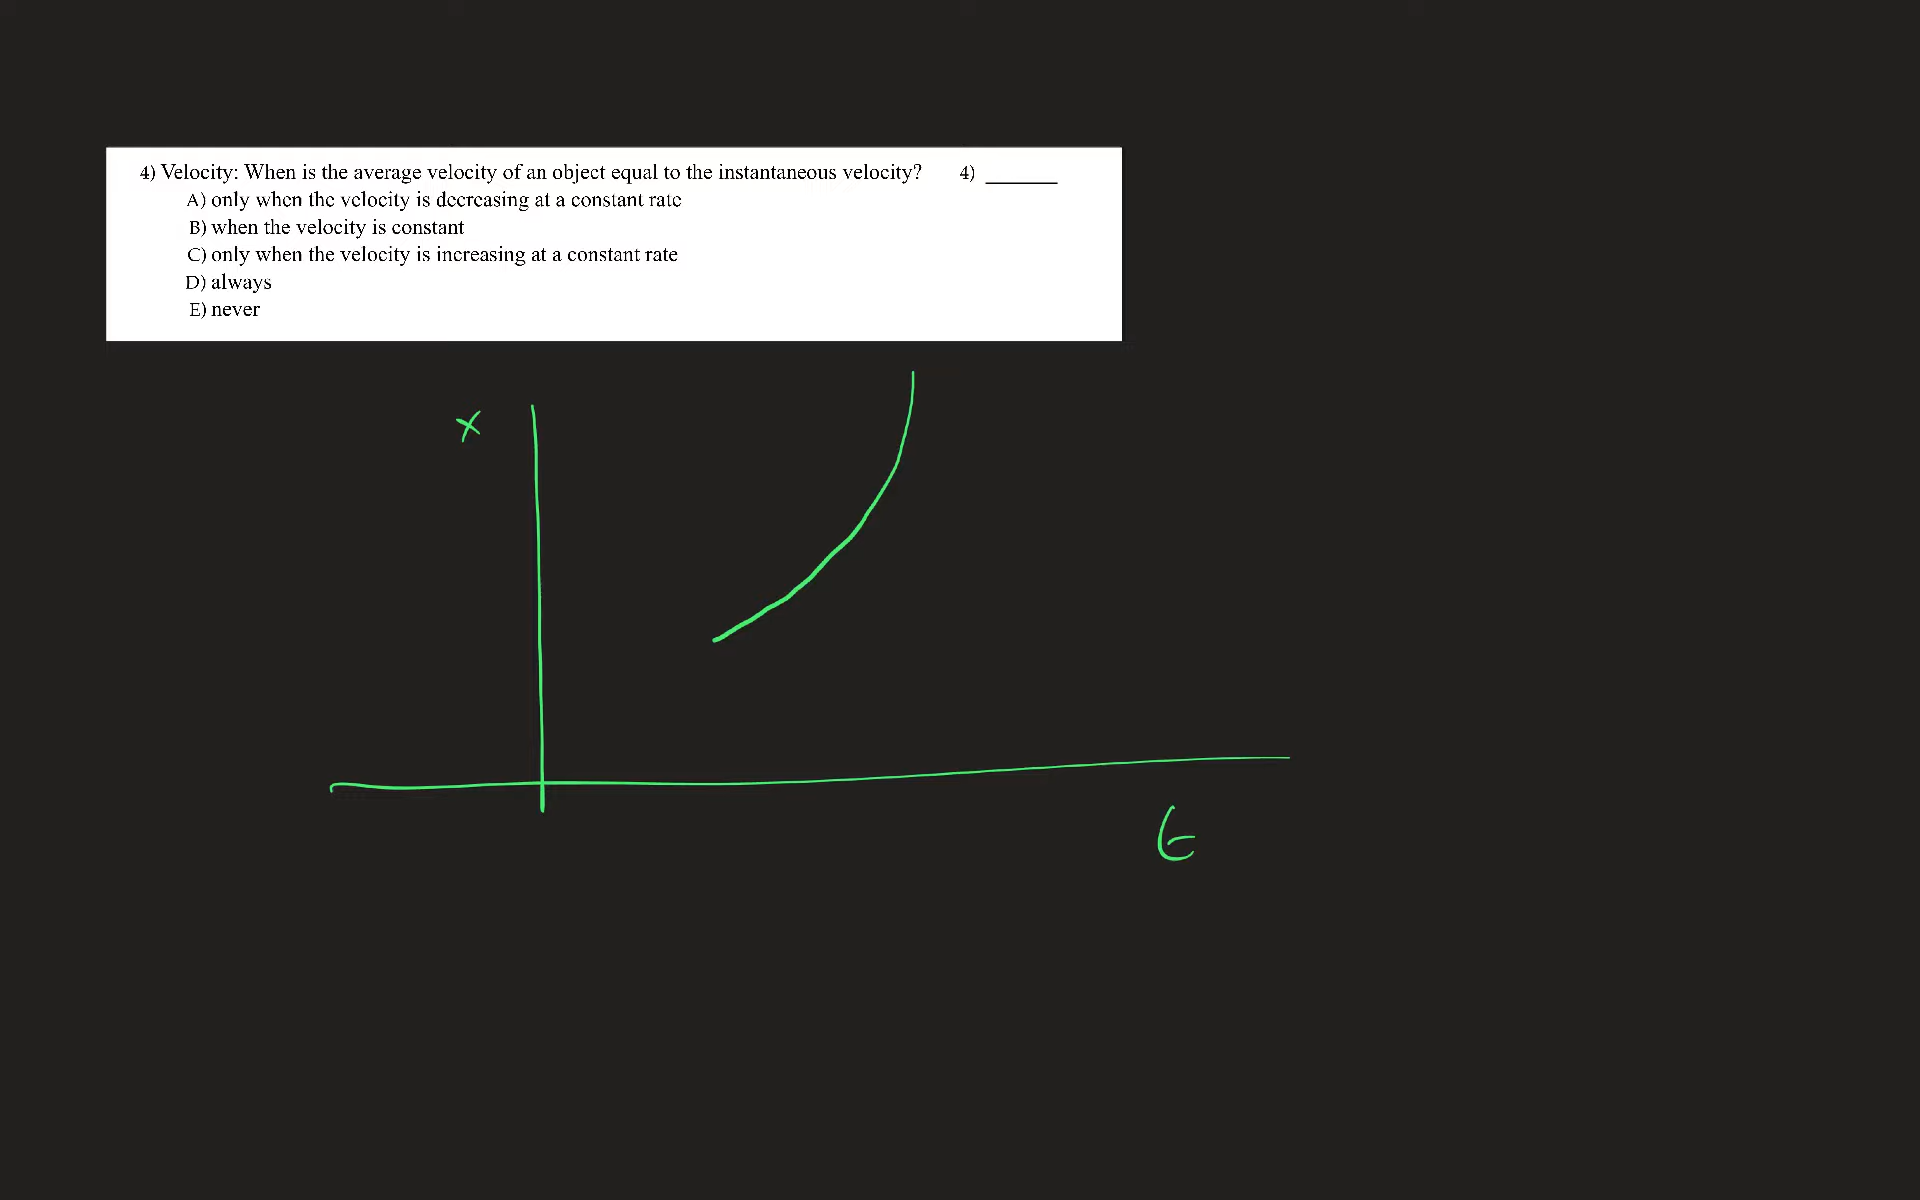 4) Velocity: When is the average velocity of an object equal to the instantaneous velocity? 4) ______
A) only when the velocity is decreasing at a constant rate
B) when the velocity is constant
C) only when the velocity is increasing at a constant rate
D) always
E) never
x
t